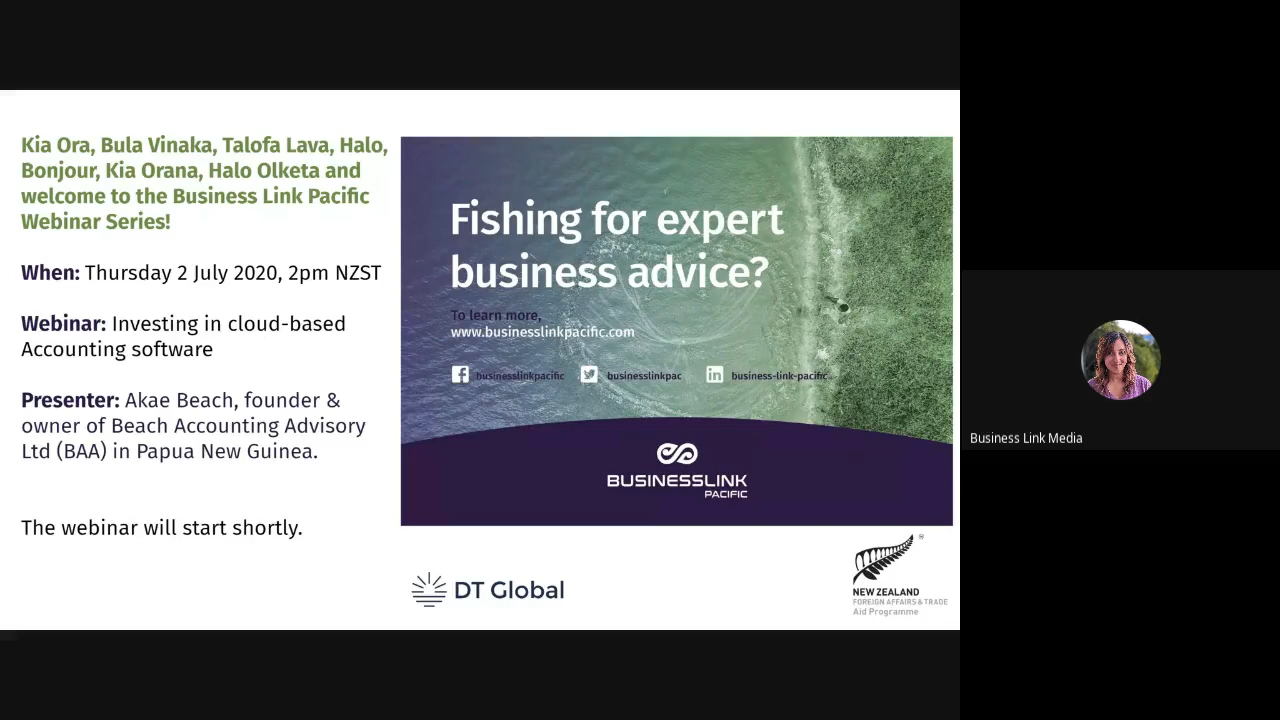 Kia Ora, Bula Vinaka, Talofa Lava, Halo,
Bonjour, Kia Orana, Halo Olketa and
welcome to the Business Link Pacific
Webinar Series!
When: Thursday 2 July 2020, 2pm NZST
Webinar: Investing in cloud-based
Accounting software
Presenter: Akae Beach, founder &
owner of Beach Accounting Advisory
Ltd (BAA) in Papua New Guinea.
The webinar will start shortly.
Fishing for expert
business advice?
To learn more,
www.businesslinkpacific.com
businesslinkpacific
businesslinkpac
business-link-pacific
BUSINESSLINK
PACIFIC
DT Global
®
NEW ZEALAND
FOREIGN AFFAIRS & TRADE
Aid Programme
Business Link Media